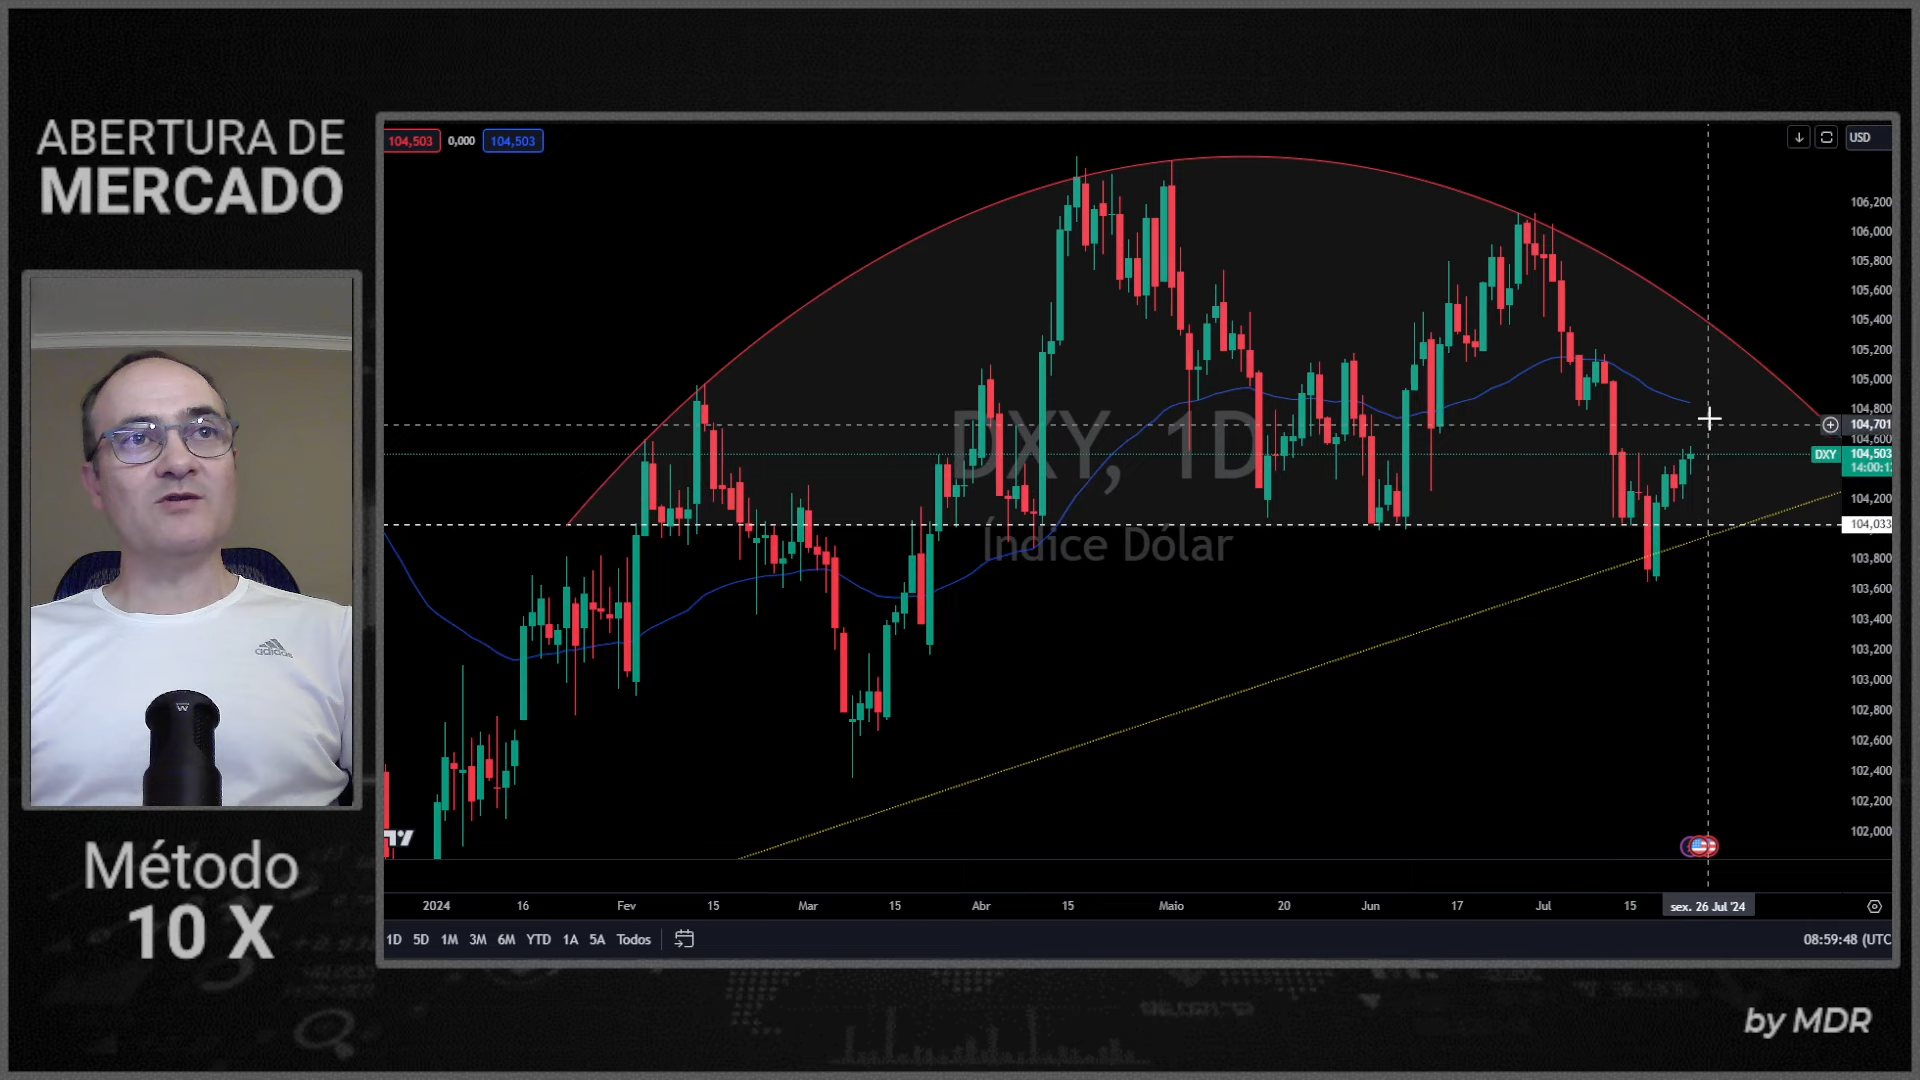 ABERTURA DE
MERCADO
adidas
W
Método
10 X
104,503
0,000
104,503
USD
DXY, 1D
Índice Dólar
106,200
106,000
105,800
105,600
105,400
105,200
105,000
104,800
104,701
104,600
DXY
104,503
14:00:1
104,200
104,033
103,800
103,600
103,400
103,200
103,000
102,800
102,600
102,400
102,200
102,000
2024
16
Fev
15
Mar
15
Abr
15
Maio
20
Jun
17
Jul
15
sex. 26 Jul '24
1D 5D 1M 3M 6M YTD 1A 5A Todos
08:59:48 (UTC
by MDR